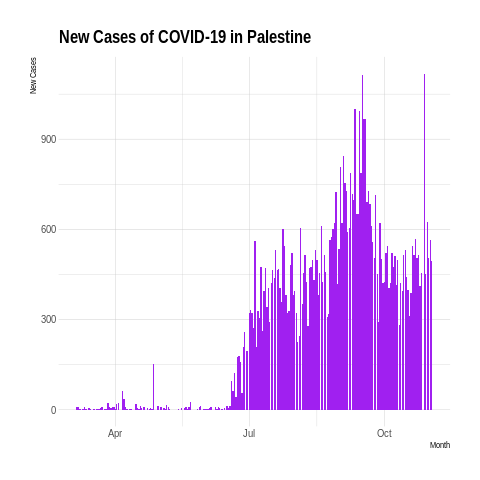 New Cases of COVID-19 in Palestine
New Cases
900
600
300
0
Apr Jul Oct
Month